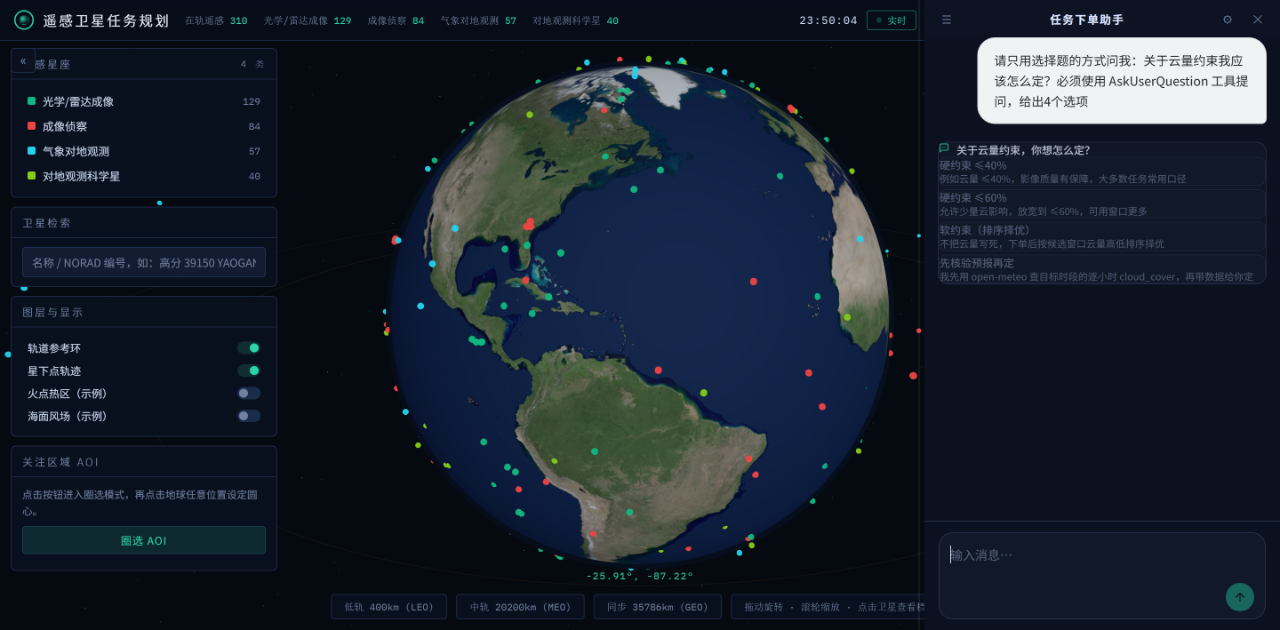 遥感卫星任务规划
在轨遥感 310 光学/雷达成像 129 成像侦察 84 气象对地观测 57 对地观测科学星 40
23:50:04
实时
«
感星座
4 类
光学/雷达成像 129
成像侦察 84
气象对地观测 57
对地观测科学星 40
卫星检索
名称 / NORAD 编号，如：高分 39150 YAOGAN
图层与显示
轨道参考环
星下点轨迹
火点热区（示例）
海面风场（示例）
关注区域 AOI
点击按钮进入圈选模式，再点击地球任意位置设定圆
心。
圈选 AOI
-25.91°, -87.22°
低轨 400km (LEO)
中轨 20200km (MEO)
同步 35786km (GEO)
拖动旋转 · 滚轮缩放 · 点击卫星查看
任务下单助手
请只用选择题的方式问我：关于云量约束我应
该怎么定？必须使用 AskUserQuestion 工具提
问，给出4个选项
关于云量约束，你想怎么定？
硬约束 ≤40%
例如云量 ≤40%，影像质量有保障，大多数任务常用口径
硬约束 ≤60%
允许少量云影响，放宽到 ≤60%，可用窗口更多
软约束（排序择优）
不把云量写死，下单后按候选窗口云量高低排序择优
先核验预报再定
我先用 open-meteo 查目标时段的逐小时 cloud_cover，再带数据给你定
输入消息…